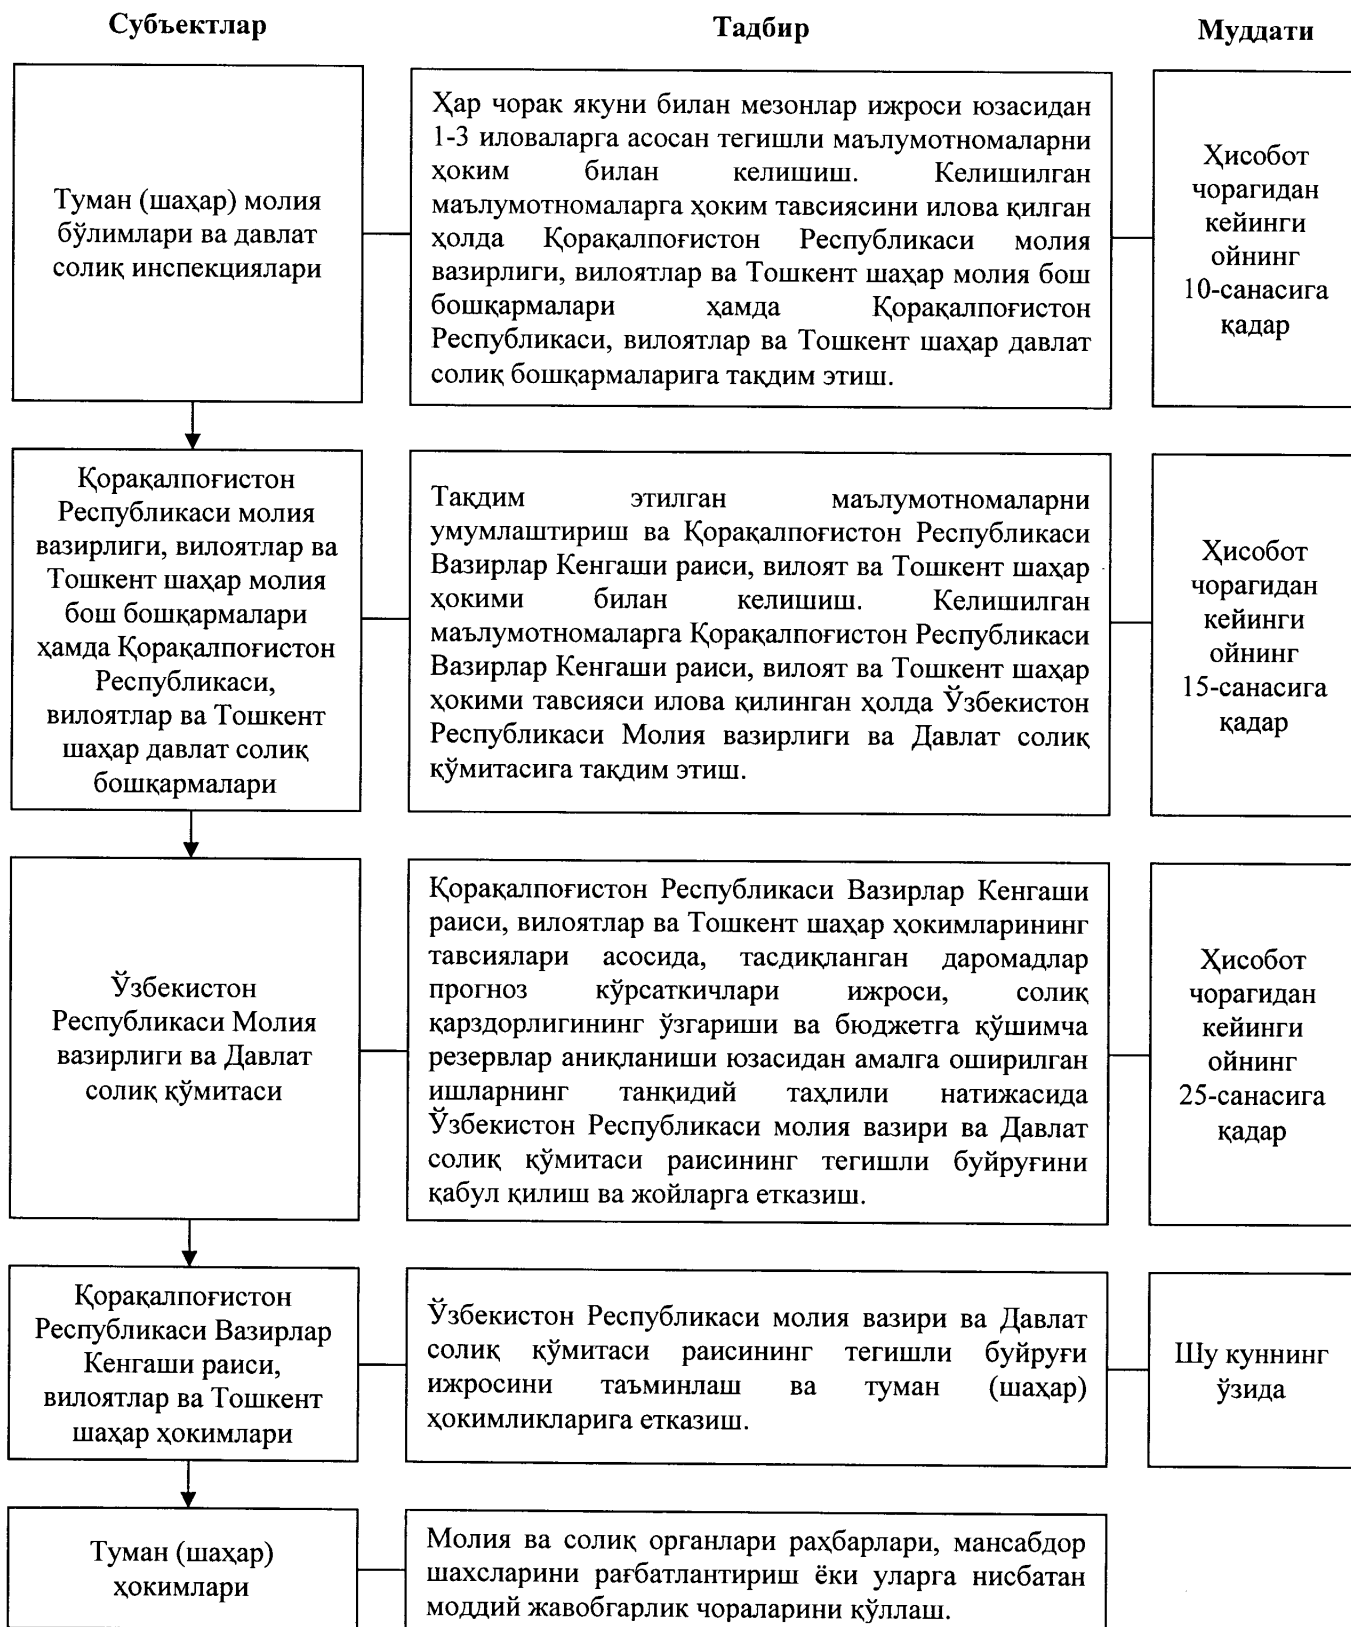 Субъектлар
Тадбир
Муддати
Туман (шаҳар) молия
бўлимлари ва давлат
солиқ инспекциялари
Ҳар чорак якуни билан мезонлар ижроси юзасидан
1-3 иловаларга асосан тегишли маълумотномаларни
ҳоким билан келишиш. Келишилган
маълумотномаларга ҳоким тавсиясини илова қилган
ҳолда Қорақалпоғистон Республикаси молия
вазирлиги, вилоятлар ва Тошкент шаҳар молия бош
бошқармалари ҳамда Қорақалпоғистон
Республикаси, вилоятлар ва Тошкент шаҳар давлат
солиқ бошқармаларига тақдим этиш.
Ҳисобот
чорагидан
кейинги
ойнинг
10-санасига
қадар
Қорақалпоғистон
Республикаси молия
вазирлиги, вилоятлар ва
Тошкент шаҳар молия
бош бошқармалари
ҳамда Қорақалпоғистон
Республикаси,
вилоятлар ва Тошкент
шаҳар давлат солиқ
бошқармалари
Тақдим этилган маълумотномаларни
умумлаштириш ва Қорақалпоғистон Республикаси
Вазирлар Кенгаши раиси, вилоят ва Тошкент шаҳар
ҳокими билан келишиш. Келишилган
маълумотномаларга Қорақалпоғистон Республикаси
Вазирлар Кенгаши раиси, вилоят ва Тошкент шаҳар
ҳокими тавсияси илова қилинган ҳолда Ўзбекистон
Республикаси Молия вазирлиги ва Давлат солиқ
қўмитасига тақдим этиш.
Ҳисобот
чорагидан
кейинги
ойнинг
15-санасига
қадар
Ўзбекистон
Республикаси Молия
вазирлиги ва Давлат
солиқ қўмитаси
Қорақалпоғистон Республикаси Вазирлар Кенгаши
раиси, вилоятлар ва Тошкент шаҳар ҳокимларининг
тавсиялари асосида, тасдиқланган даромадлар
прогноз кўрсаткичлари ижроси, солиқ
қарздорлигининг ўзгариши ва бюджетга қўшимча
резервлар аниқланиши юзасидан амалга оширилган
ишларнинг танқидий таҳлили натижасида
Ўзбекистон Республикаси молия вазири ва Давлат
солиқ қўмитаси раисининг тегишли буйруғини
қабул қилиш ва жойларга етказиш.
Ҳисобот
чорагидан
кейинги
ойнинг
25-санасига
қадар
Қорақалпоғистон
Республикаси Вазирлар
Кенгаши раиси,
вилоятлар ва Тошкент
шаҳар ҳокимлари
Ўзбекистон Республикаси молия вазири ва Давлат
солиқ қўмитаси раисининг тегишли буйруғи
ижросини таъминлаш ва туман (шаҳар)
ҳокимликларига етказиш.
Шу куннинг
ўзида
Туман (шаҳар)
ҳокимлари
Молия ва солиқ органлари раҳбарлари, мансабдор
шахсларини рағбатлантириш ёки уларга нисбатан
моддий жавобгарлик чораларини қўллаш.